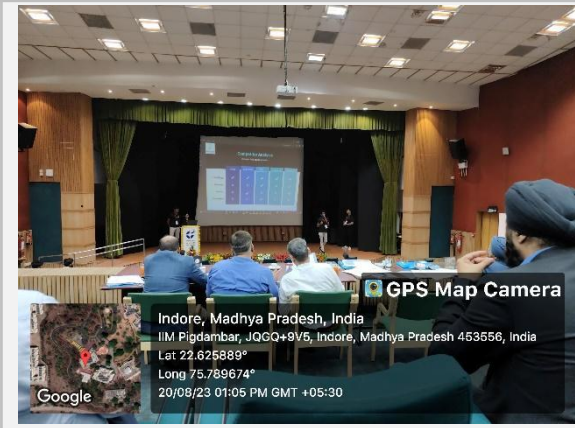 GPS Map Camera
Indore, Madhya Pradesh, India
IIM Pigdambar, JQGQ+9V5, Indore, Madhya Pradesh 453556, India
Lat 22.625889°
Long 75.789674°
20/08/23 01:05 PM GMT +05:30
Google